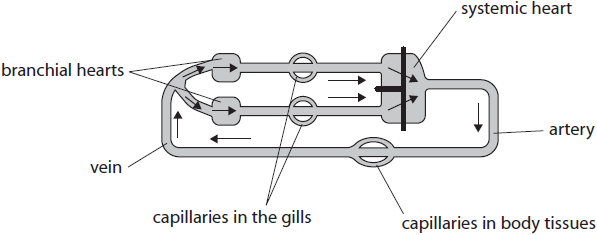 systemic heart
branchial hearts
artery
vein
capillaries in the gills
capillaries in body tissues